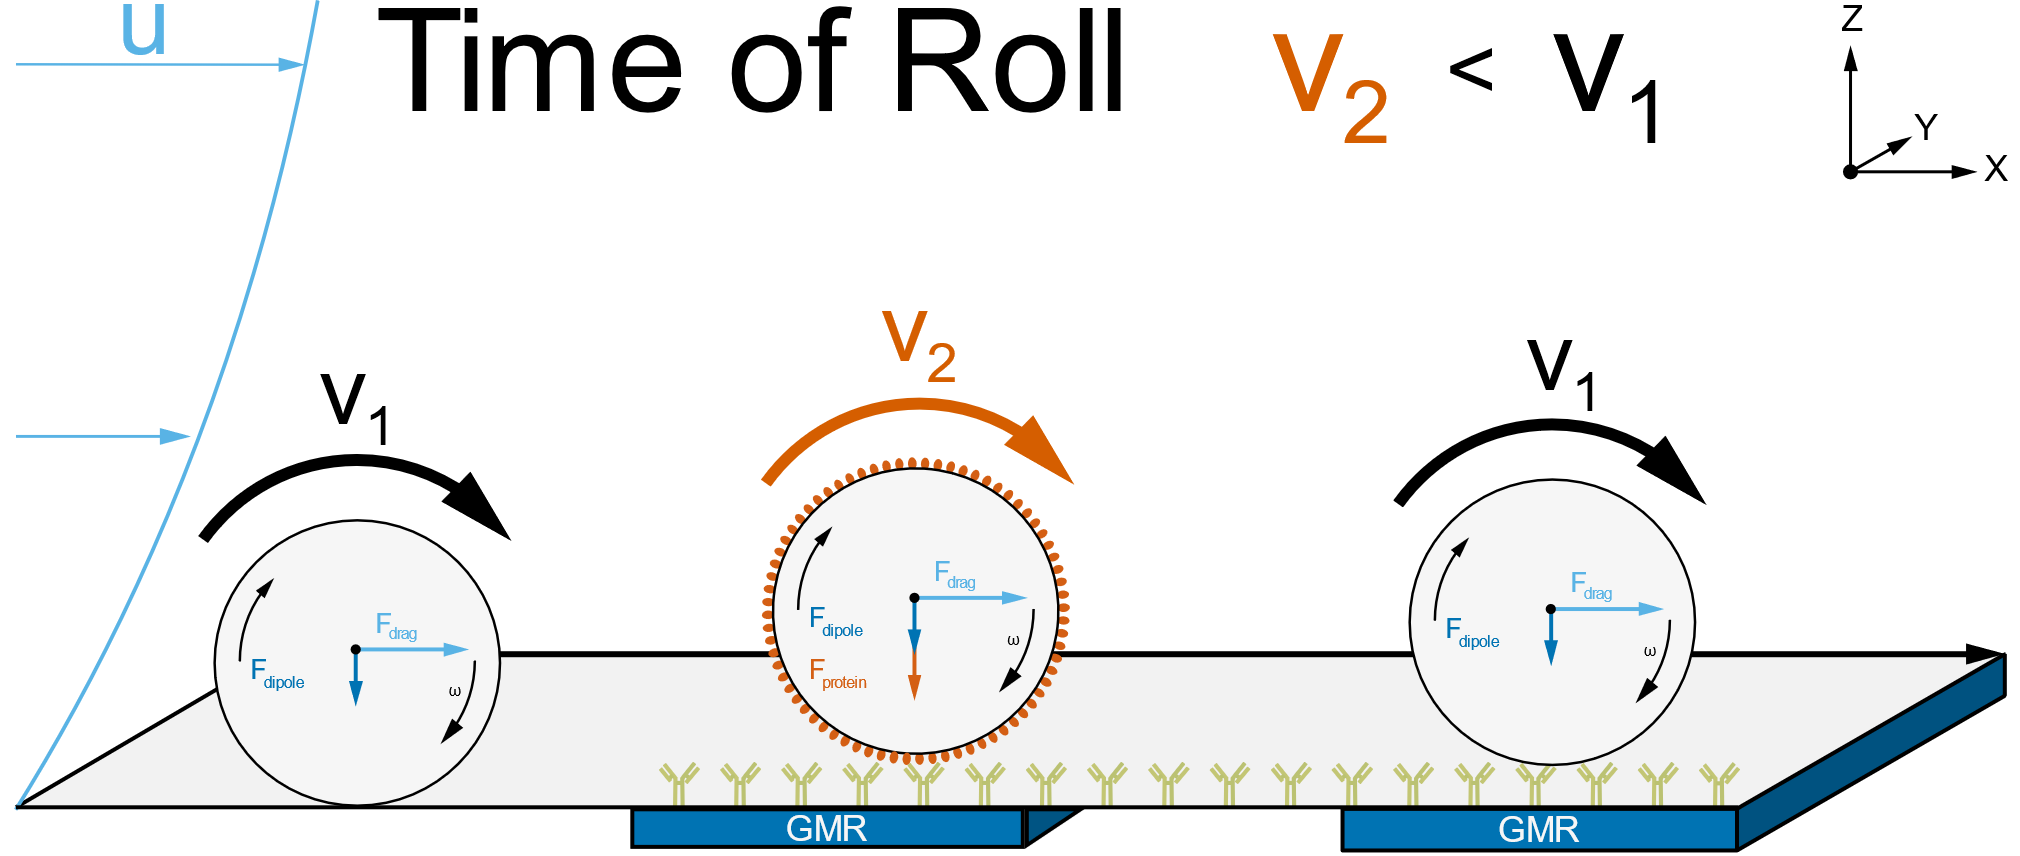 u
Time of Roll
v2 < v1
Z
Y
X
v1
v2
v1
Fdrag
Fdipole
ω
Fdrag
Fdipole
Fprotein
ω
Fdrag
Fdipole
ω
GMR
GMR